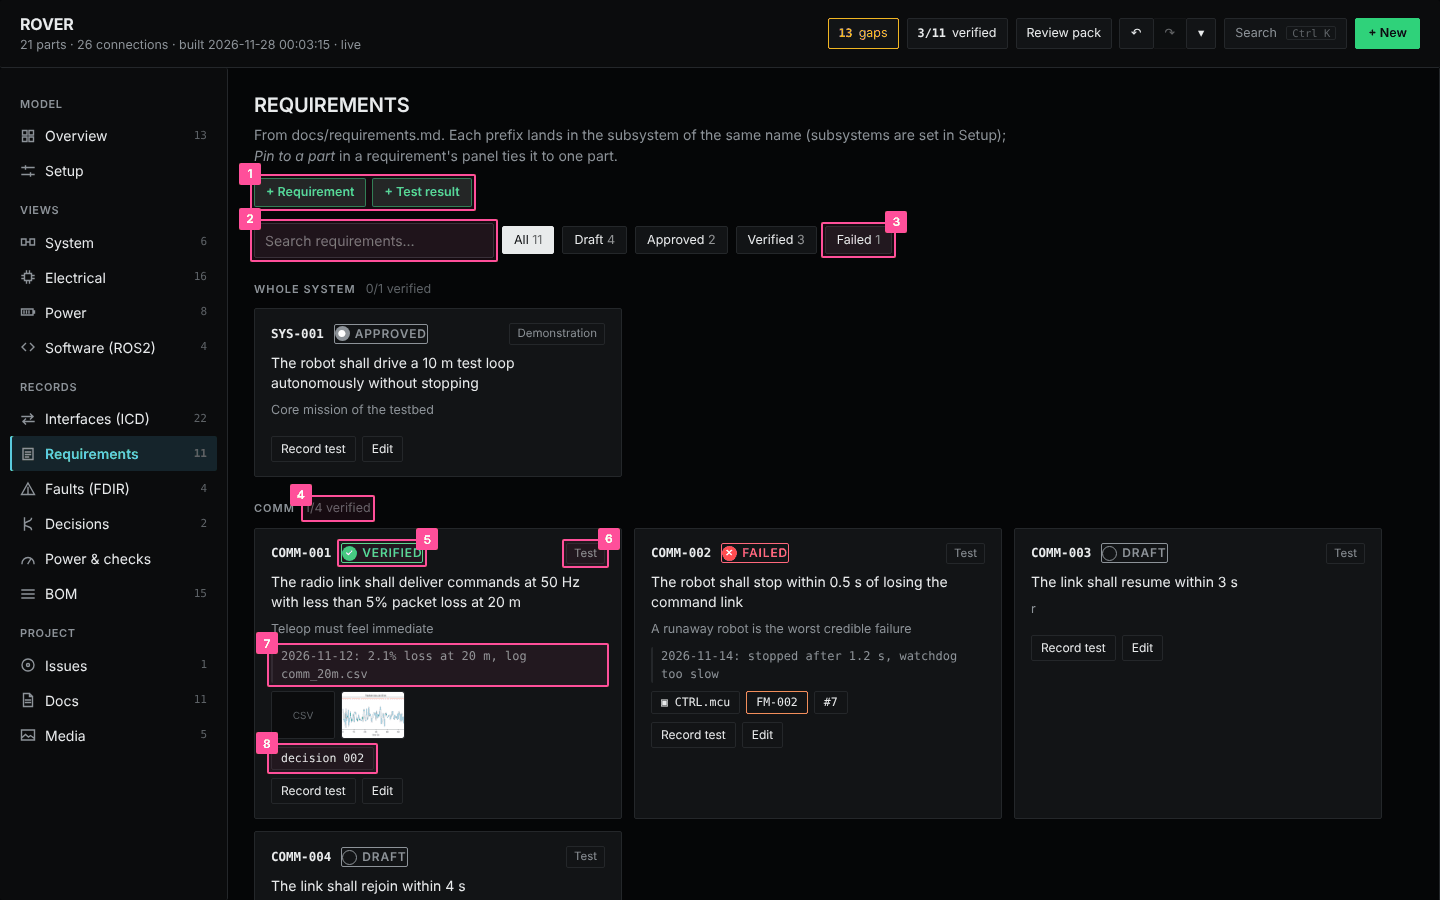 ROVER
21 parts · 26 connections · built 2026-11-28 00:03:15 · live
13 gaps
3/11 verified
Review pack
Search Ctrl K
+ New
MODEL
Overview 13
Setup
VIEWS
System 6
Electrical 16
Power 8
Software (ROS2) 4
RECORDS
Interfaces (ICD) 22
Requirements 11
Faults (FDIR) 4
Decisions 2
Power & checks
BOM 15
PROJECT
Issues 1
Docs 11
Media 5
REQUIREMENTS
From docs/requirements.md. Each prefix lands in the subsystem of the same name (subsystems are set in Setup);
Pin to a part in a requirement's panel ties it to one part.
1
+ Requirement + Test result
2
3
Search requirements... All 11 Draft 4 Approved 2 Verified 3 Failed 1
WHOLE SYSTEM 0/1 verified
SYS-001 APPROVED Demonstration
The robot shall drive a 10 m test loop
autonomously without stopping
Core mission of the testbed
Record test Edit
4
COMM 1/4 verified
5
6
COMM-001 VERIFIED Test
The radio link shall deliver commands at 50 Hz
with less than 5% packet loss at 20 m
Teleop must feel immediate
7
2026-11-12: 2.1% loss at 20 m, log
comm_20m.csv
CSV
8
decision 002
Record test Edit
COMM-002 FAILED Test
The robot shall stop within 0.5 s of losing the
command link
A runaway robot is the worst credible failure
2026-11-14: stopped after 1.2 s, watchdog
too slow
CTRL.mcu FM-002 #7
Record test Edit
COMM-003 DRAFT Test
The link shall resume within 3 s
r
Record test Edit
COMM-004 DRAFT Test
The link shall rejoin within 4 s